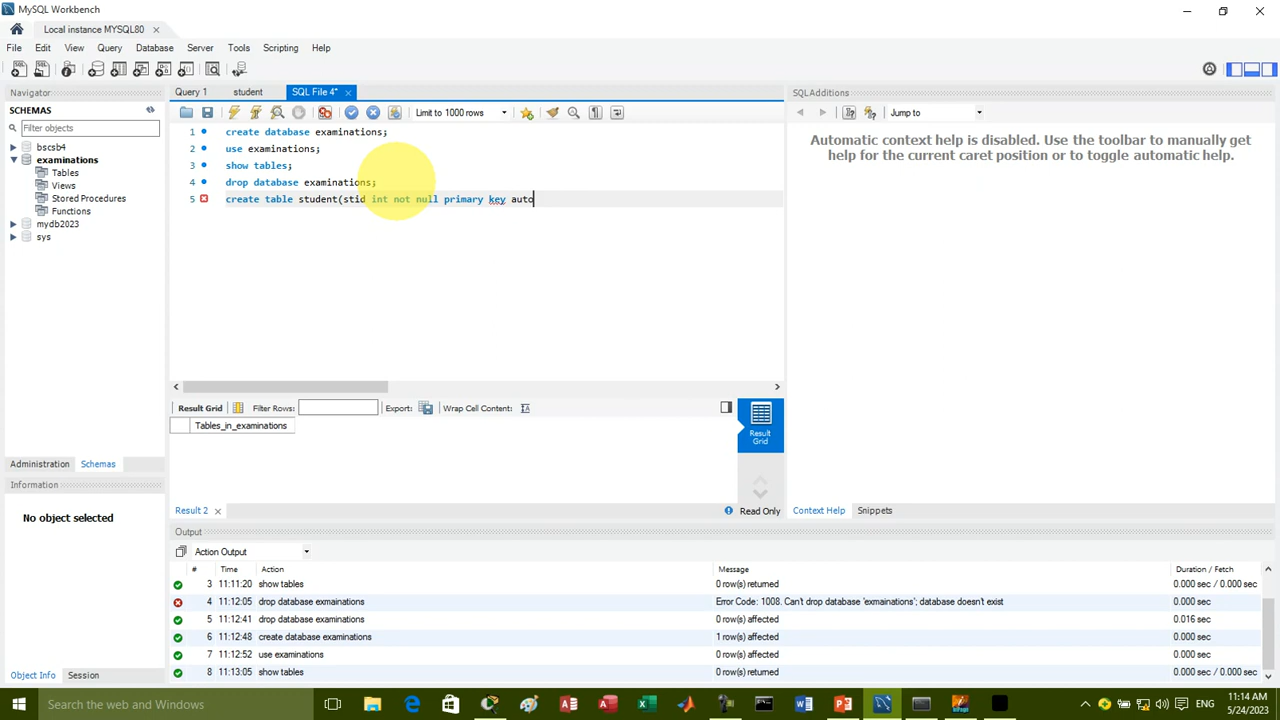 MySQL Workbench
Local instance MYSQL80
File Edit View Query Database Server Tools Scripting Help
Navigator
SCHEMAS
Filter objects
bscsb4
examinations
Tables
Views
Stored Procedures
Functions
mydb2023
sys
Administration Schemas
Information
No object selected
Object Info Session
Query 1 student SQL File 4*
Limit to 1000 rows
1 create database examinations;
2 use examinations;
3 show tables;
4 drop database examinations;
5 create table student(stid int not null primary key auto
Result Grid Filter Rows: Export: Wrap Cell Content:
Tables_in_examinations
Result Grid
Result 2 Read Only
SQLAdditions
Jump to
Automatic context help is disabled. Use the toolbar to manually get
help for the current caret position or to toggle automatic help.
Context Help Snippets
Output
Action Output
# Time Action Message Duration / Fetch
3 11:11:20 show tables 0 row(s) returned 0.000 sec / 0.000 sec
4 11:12:05 drop database exmainations Error Code: 1008. Can't drop database 'exmainations'; database doesn't exist 0.000 sec
5 11:12:41 drop database examinations 0 row(s) affected 0.016 sec
6 11:12:48 create database examinations 1 row(s) affected 0.000 sec
7 11:12:52 use examinations 0 row(s) affected 0.000 sec
8 11:13:05 show tables 0 row(s) returned 0.000 sec / 0.000 sec
Search the web and Windows
ENG
11:14 AM
5/24/2023